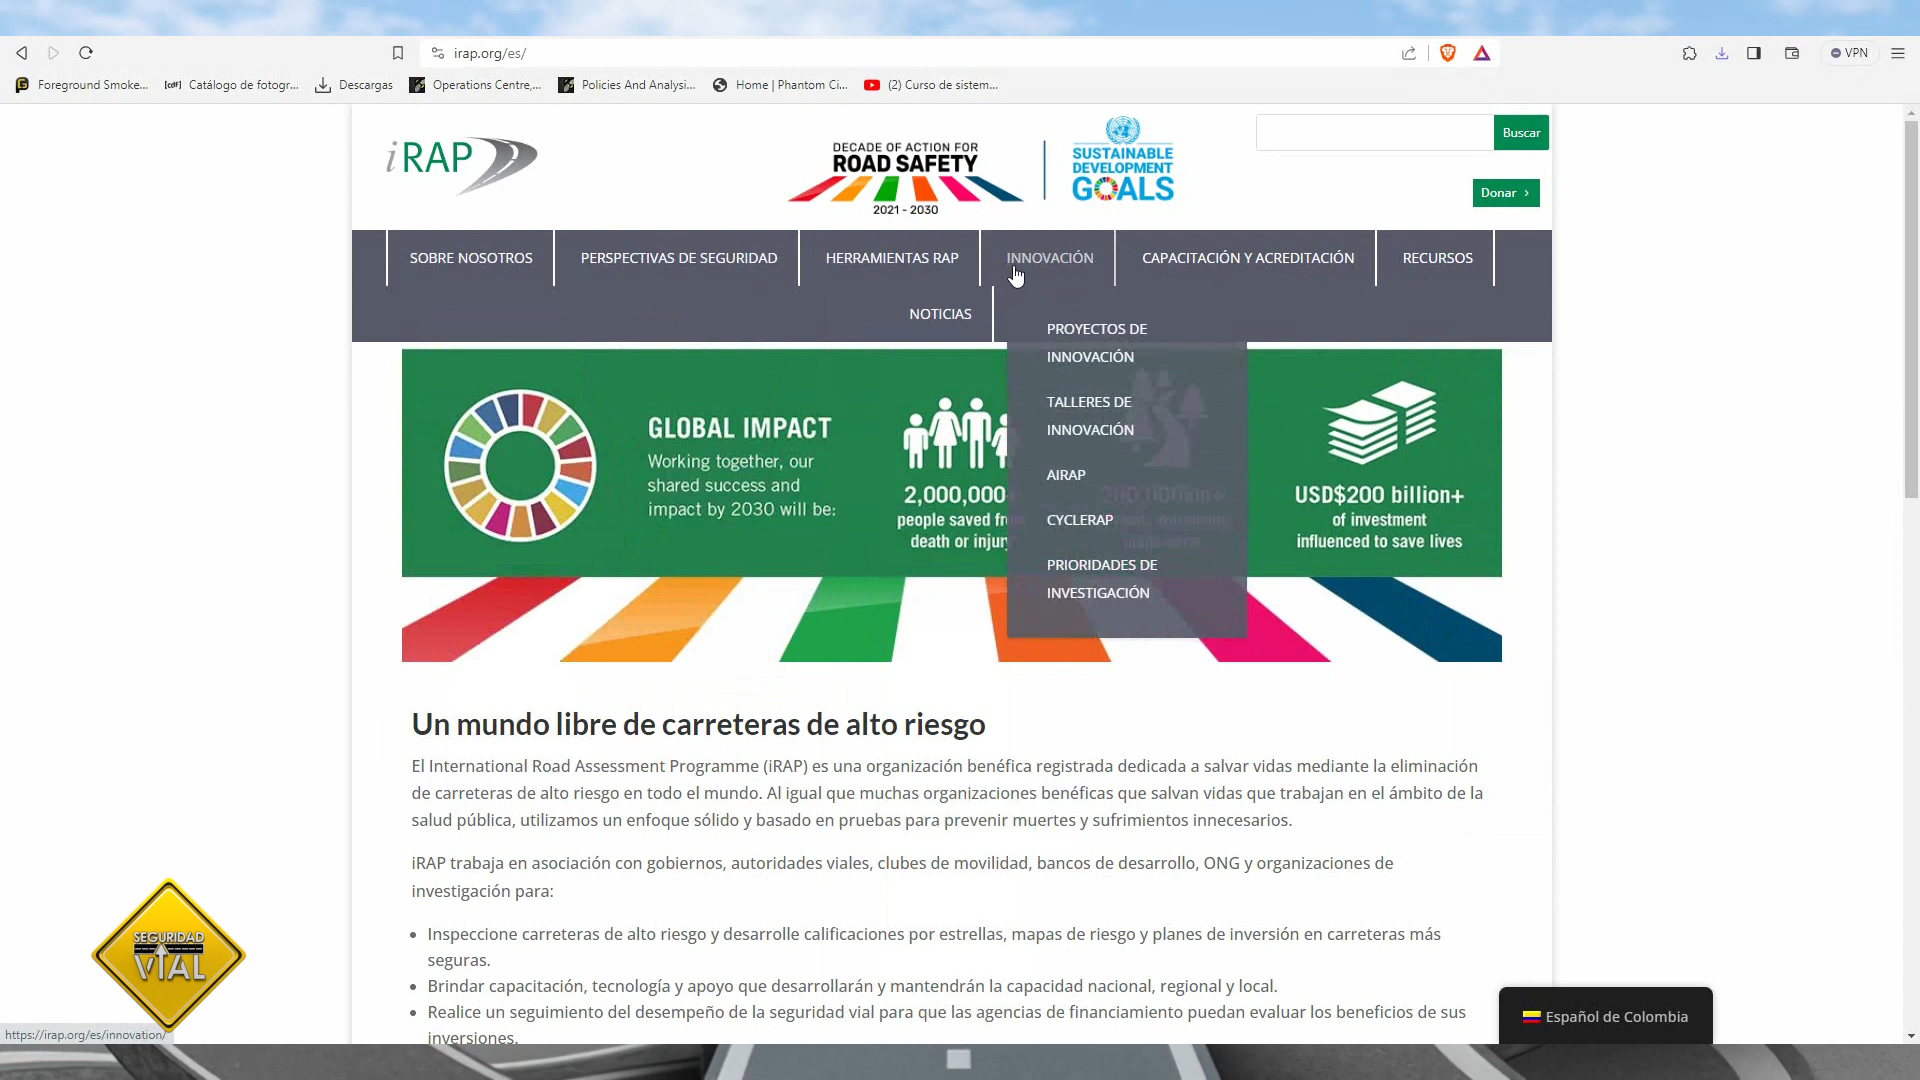 irap.org/es/
VPN
Foreground Smoke...
Catálogo de fotogr...
Descargas
Operations Centre,...
Policies And Analysi...
Home | Phantom Ci...
(2) Curso de sistem...
iRAP
DECADE OF ACTION FOR
ROAD SAFETY
2021 - 2030
SUSTAINABLE
DEVELOPMENT
GOALS
Buscar
Donar
SOBRE NOSOTROS
PERSPECTIVAS DE SEGURIDAD
HERRAMIENTAS RAP
INNOVACIÓN
CAPACITACIÓN Y ACREDITACIÓN
RECURSOS
NOTICIAS
PROYECTOS DE
INNOVACIÓN
TALLERES DE
INNOVACIÓN
AIRAP
CYCLERAP
PRIORIDADES DE
INVESTIGACIÓN
GLOBAL IMPACT
Working together, our
shared success and
impact by 2030 will be:
2,000,000
people saved fr
death or injury
USD$200 billion+
of investment
influenced to save lives
Un mundo libre de carreteras de alto riesgo
El International Road Assessment Programme (iRAP) es una organización benéfica registrada dedicada a salvar vidas mediante la eliminación
de carreteras de alto riesgo en todo el mundo. Al igual que muchas organizaciones benéficas que salvan vidas que trabajan en el ámbito de la
salud pública, utilizamos un enfoque sólido y basado en pruebas para prevenir muertes y sufrimientos innecesarios.
iRAP trabaja en asociación con gobiernos, autoridades viales, clubes de movilidad, bancos de desarrollo, ONG y organizaciones de
investigación para:
Inspeccione carreteras de alto riesgo y desarrolle calificaciones por estrellas, mapas de riesgo y planes de inversión en carreteras más
seguras.
Brindar capacitación, tecnología y apoyo que desarrollarán y mantendrán la capacidad nacional, regional y local.
Realice un seguimiento del desempeño de la seguridad vial para que las agencias de financiamiento puedan evaluar los beneficios de sus
inversiones.
SEGURIDAD
VIAL
Español de Colombia
https://irap.org/es/innovation/